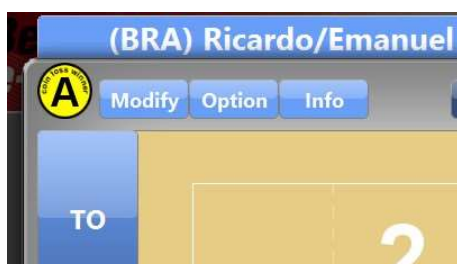 (BRA) Ricardo/Emanuel
coin toss winner
A
Modify Option Info
TO
2